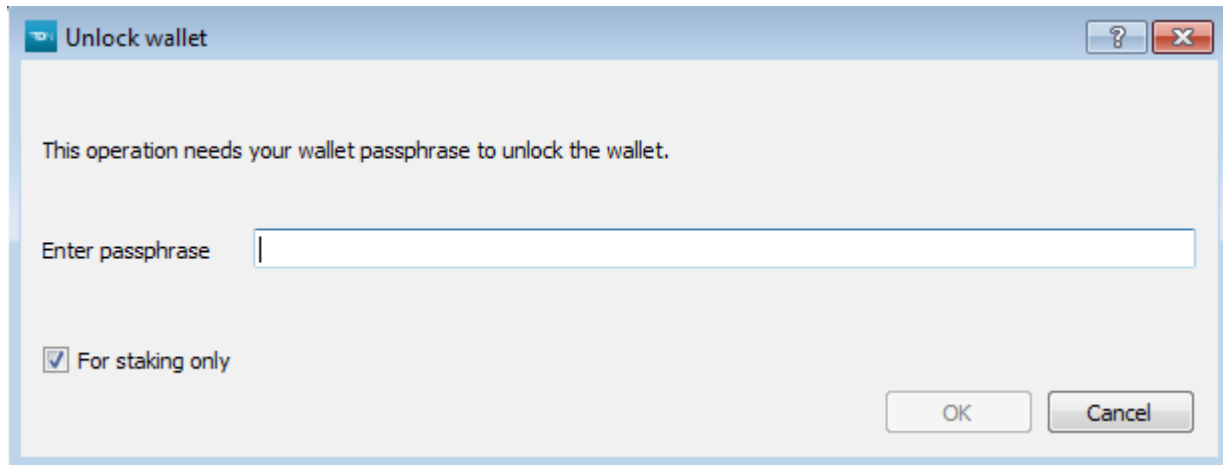 Unlock wallet
This operation needs your wallet passphrase to unlock the wallet.
Enter passphrase
For staking only
OK Cancel